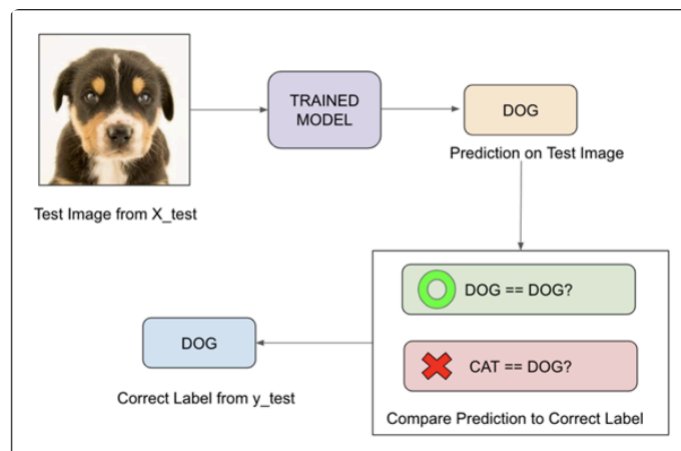 TRAINED
MODEL
DOG
Prediction on Test Image
Test Image from X_test
DOG == DOG?
DOG
CAT == DOG?
Correct Label from y_test
Compare Prediction to Correct Label